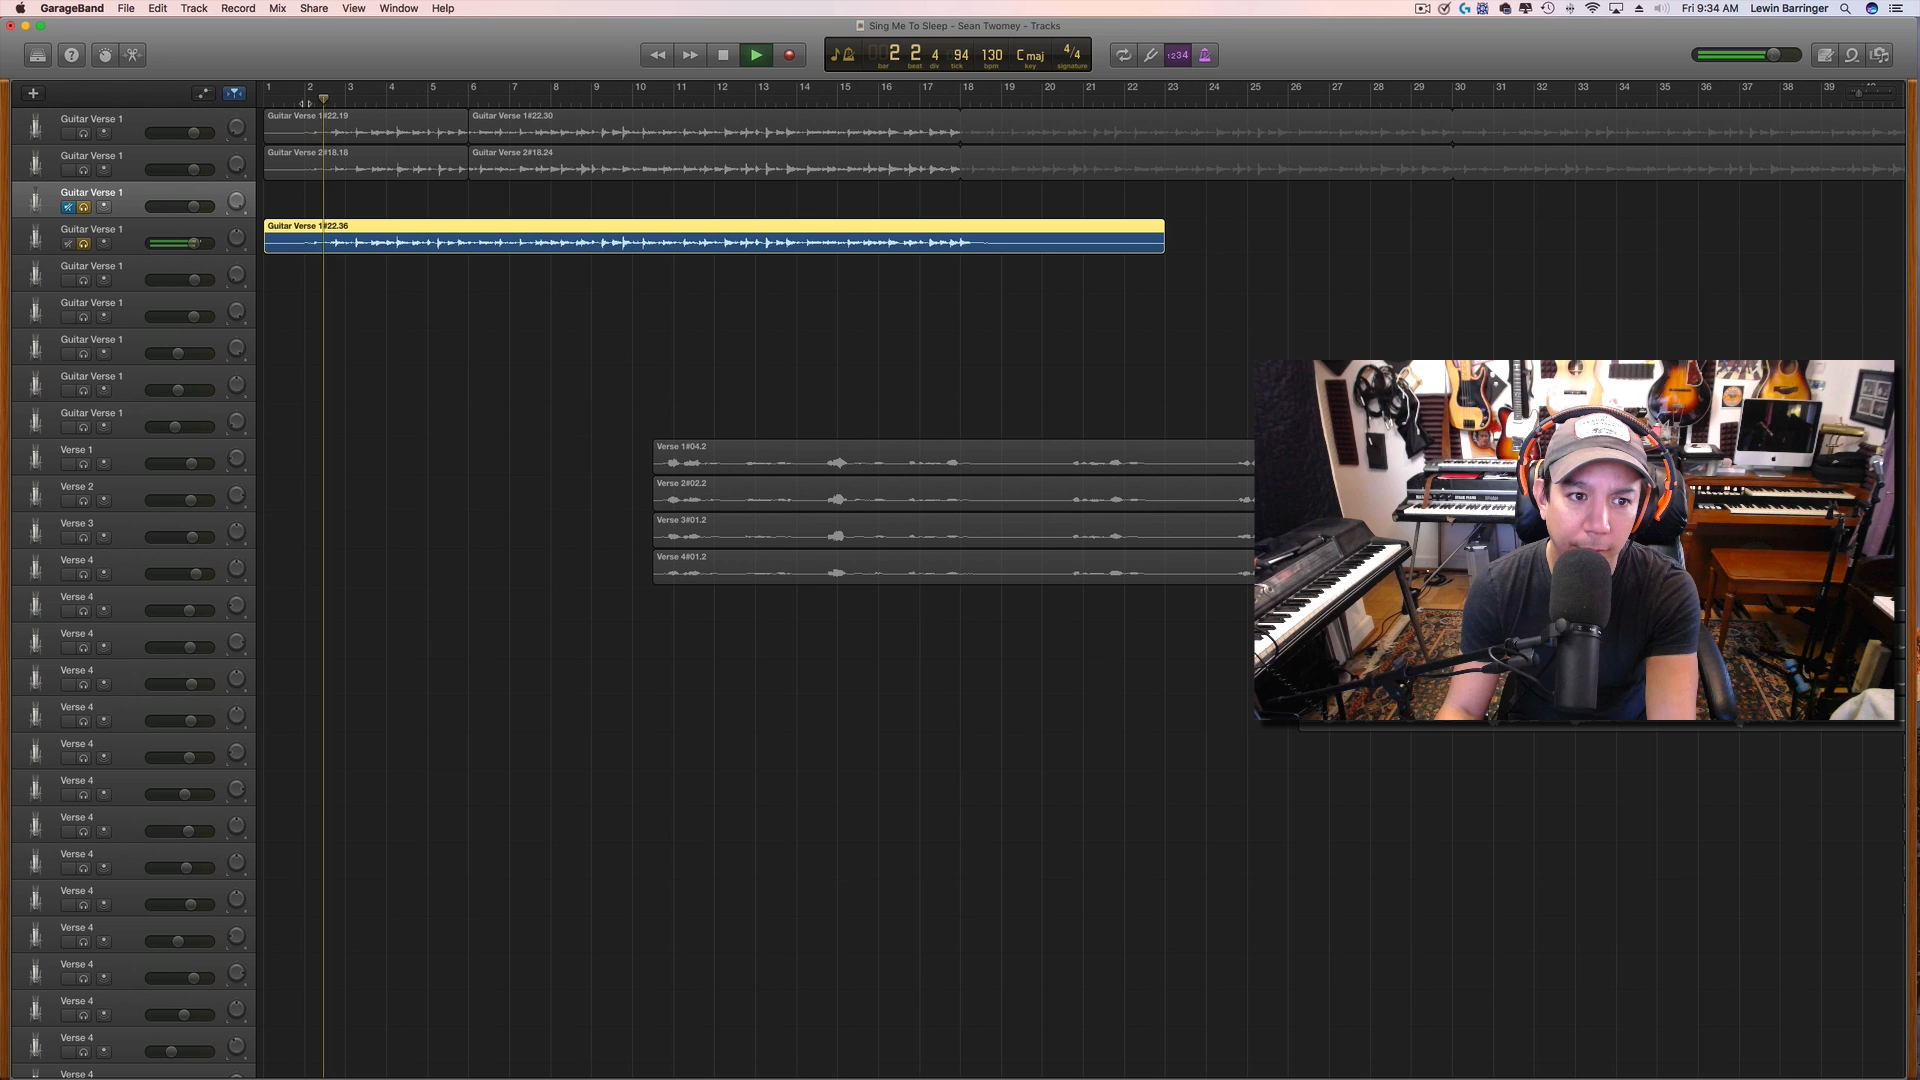 GarageBand File Edit Track Record Mix Share View Window Help Fri 9:34 AM Lewin Barringer
Sing Me To Sleep - Sean Twomey - Tracks
2 2 4 94 130 C maj 4/4
bar beat div tick bpm key signature
1234
1 2 3 4 5 6 7 8 9 10 11 12 13 14 15 16 17 18 19 20 21 22 23 24 25 26 27 28 29 30 31 32 33 34 35 36 37 38 39
Guitar Verse 1
Guitar Verse 1#22.19
Guitar Verse 1#22.30
Guitar Verse 1
Guitar Verse 2#18.18
Guitar Verse 2#18.24
Guitar Verse 1
Guitar Verse 1
Guitar Verse 1#22.36
Guitar Verse 1
Guitar Verse 1
Guitar Verse 1
Guitar Verse 1
Guitar Verse 1
Verse 1
Verse 1#04.2
Verse 2
Verse 2#02.2
Verse 3
Verse 3#01.2
Verse 4
Verse 4#01.2
Verse 4
Verse 4
Verse 4
Verse 4
Verse 4
Verse 4
Verse 4
Verse 4
Verse 4
Verse 4
Verse 4
Verse 4
Verse 4
Verse 4